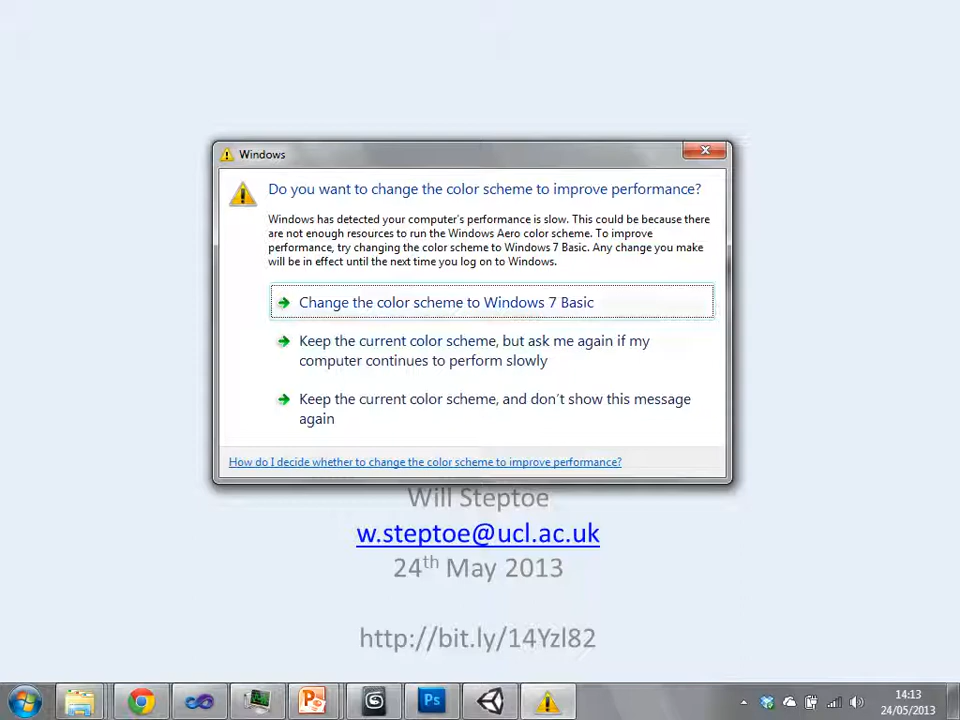 Windows
Do you want to change the color scheme to improve performance?
Windows has detected your computer's performance is slow. This could be because there
are not enough resources to run the Windows Aero color scheme. To improve
performance, try changing the color scheme to Windows 7 Basic. Any change you make
will be in effect until the next time you log on to Windows.
Change the color scheme to Windows 7 Basic
Keep the current color scheme, but ask me again if my
computer continues to perform slowly
Keep the current color scheme, and don't show this message
again
How do I decide whether to change the color scheme to improve performance?
Will Steptoe
w.steptoe@ucl.ac.uk
24th May 2013
http://bit.ly/14Yzl82
Ps
14:13
24/05/2013